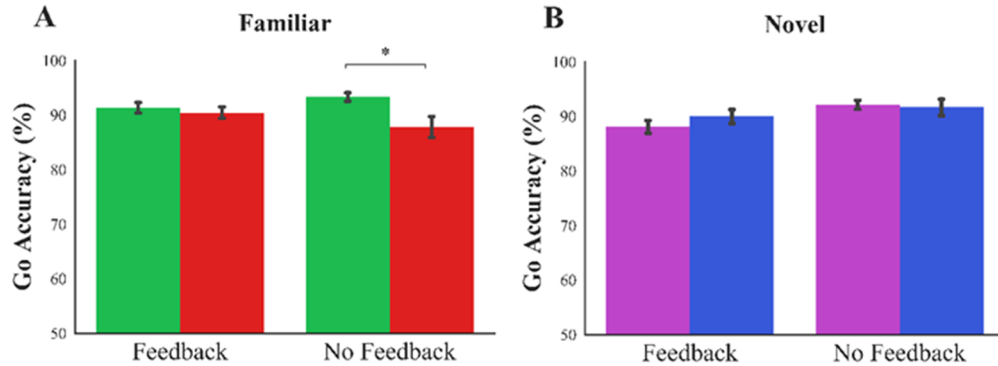 A
Familiar
Go Accuracy (%)
100
90
80
70
60
50
*
Feedback
No Feedback
B
Novel
Go Accuracy (%)
100
90
80
70
60
50
Feedback
No Feedback